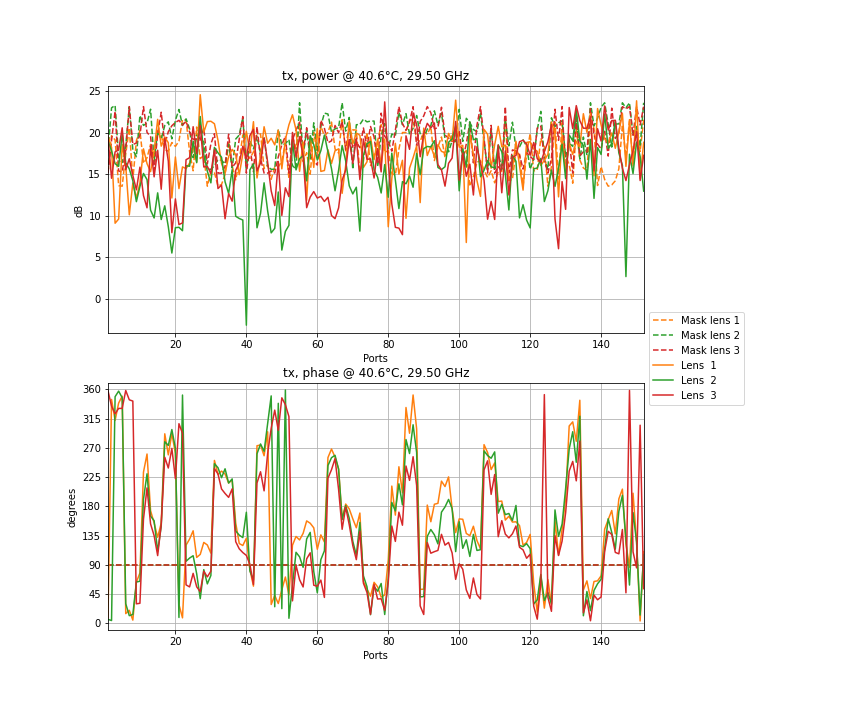 tx, power @ 40.6°C, 29.50 GHz
25
20
15
10
5
0
dB
20 40 60 80 100 120 140
Ports
Mask lens 1
Mask lens 2
Mask lens 3
Lens 1
Lens 2
Lens 3
tx, phase @ 40.6°C, 29.50 GHz
360
315
270
225
180
135
90
45
0
degrees
20 40 60 80 100 120 140
Ports